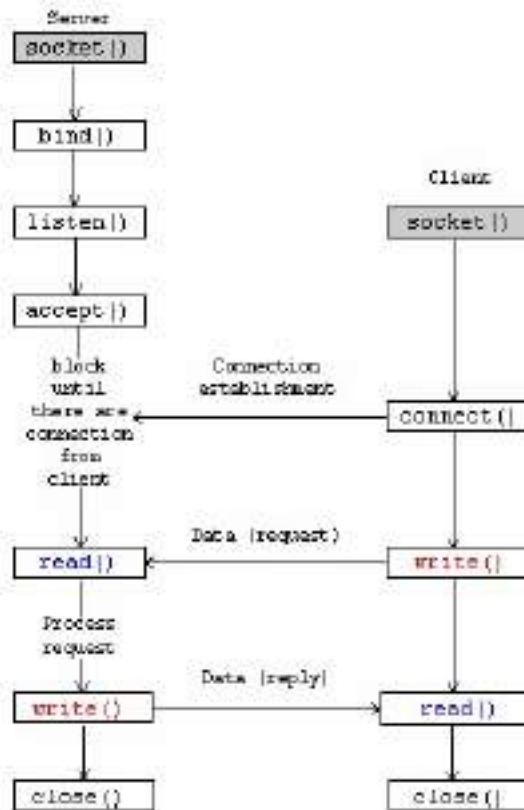 Server
socket()
bind()
listen()
accept()
block
until
there are
connection
from
client
read()
Process
request
write()
close()
Connection
establishment
Data (request)
Data (reply)
Client
socket()
connect()
write()
read()
close()